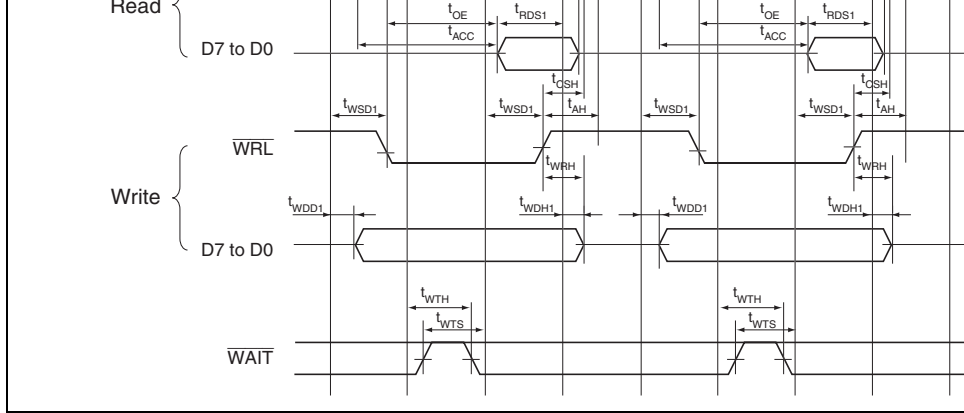 Read
tOE tRDS1 tOE tRDS1
tACC tACC
D7 to D0
tCSH tCSH
tWSD1 tWSD1 tAH tWSD1 tWSD1 tAH
WRL
tWRH tWRH
Write
tWDD1 tWDH1 tWDD1 tWDH1
D7 to D0
tWTH tWTH
tWTS tWTS
WAIT